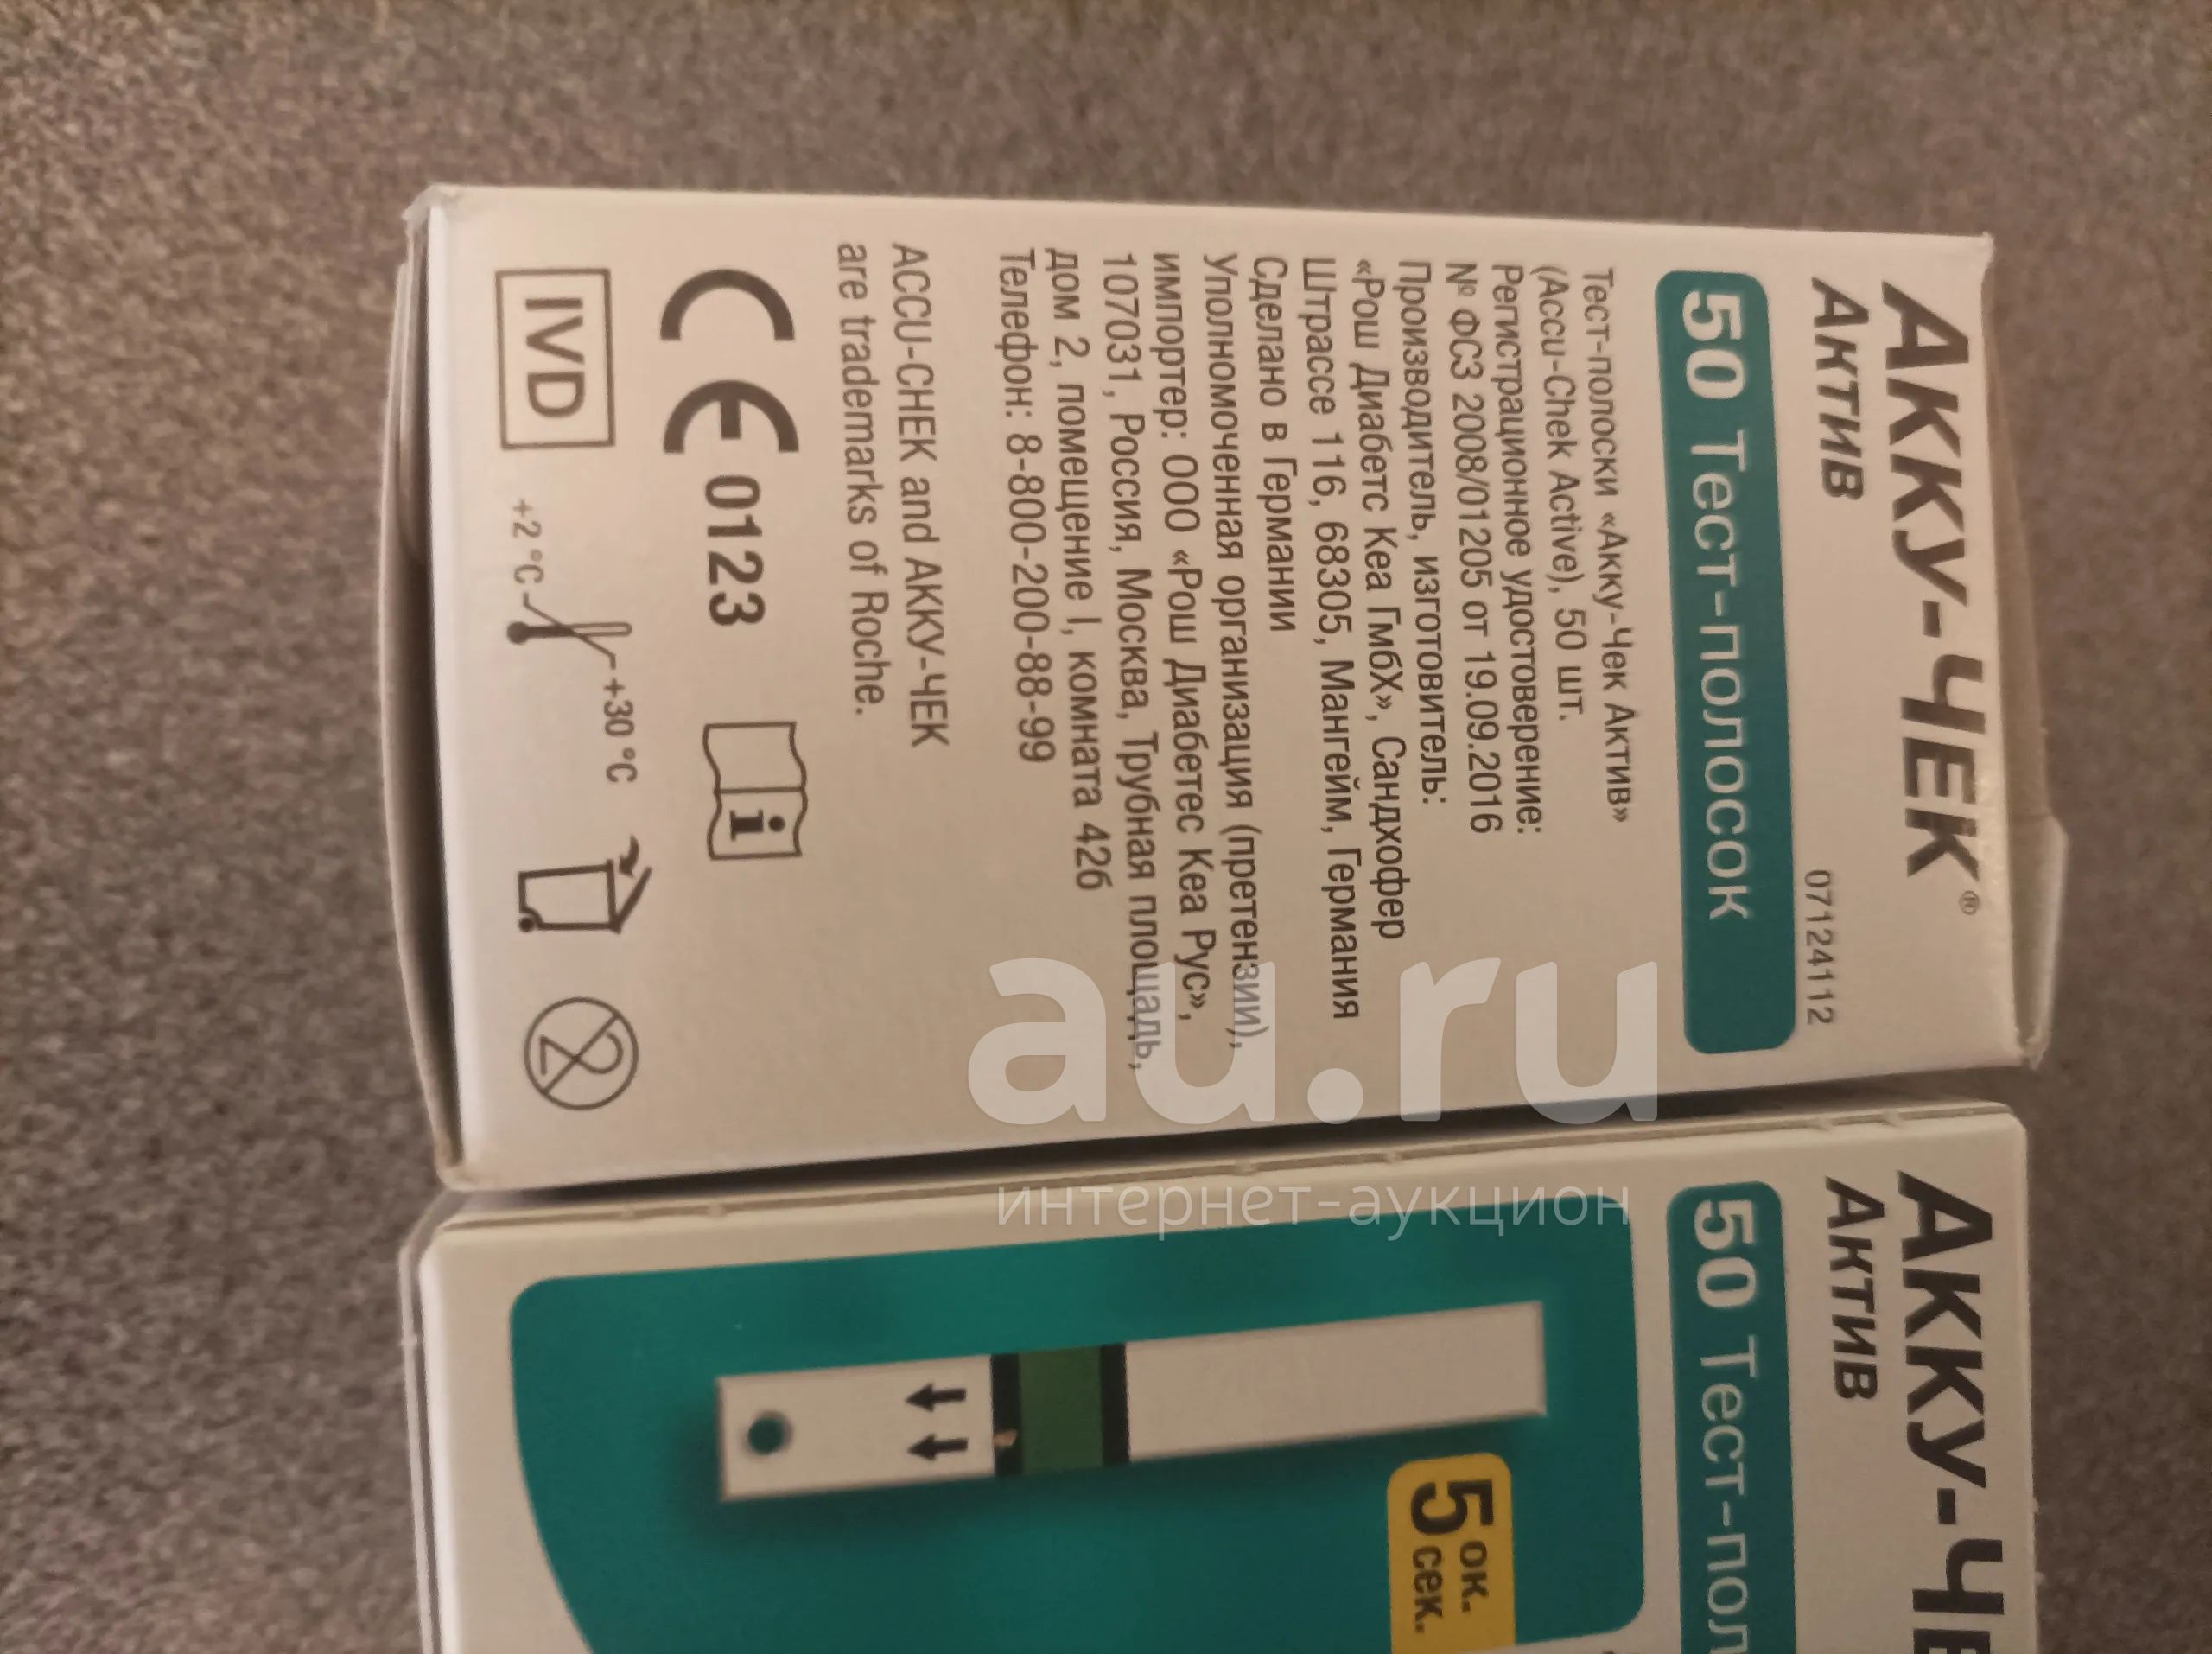 АККУ-ЧЕК®
Актив
07124112
50 Тест-полосок
Тест-полоски «Акку-Чек Актив»
(Accu-Chek Active), 50 шт.
Регистрационное удостоверение:
№ ФСЗ 2008/01205 от 19.09.2016
Производитель, изготовитель:
«Рош Диабетс Кеа ГмбХ», Сандхофер
Штрассе 116, 68305, Мангейм, Германия
Сделано в Германии
Уполномоченная организация (претензии),
импортер: ООО «Рош Диабетес Кеа Рус»,
107031, Россия, Москва, Трубная площадь,
дом 2, помещение I, комната 42б
Телефон: 8-800-200-88-99
ACCU-CHEK and АККУ-ЧЕК
are trademarks of Roche.
CE 0123
i
IVD
+2 °C
+30 °C
2
АККУ-ЧЕ
Актив
50 Тест-пол
5 ок. сек.
au.ru
интернет-аукцион